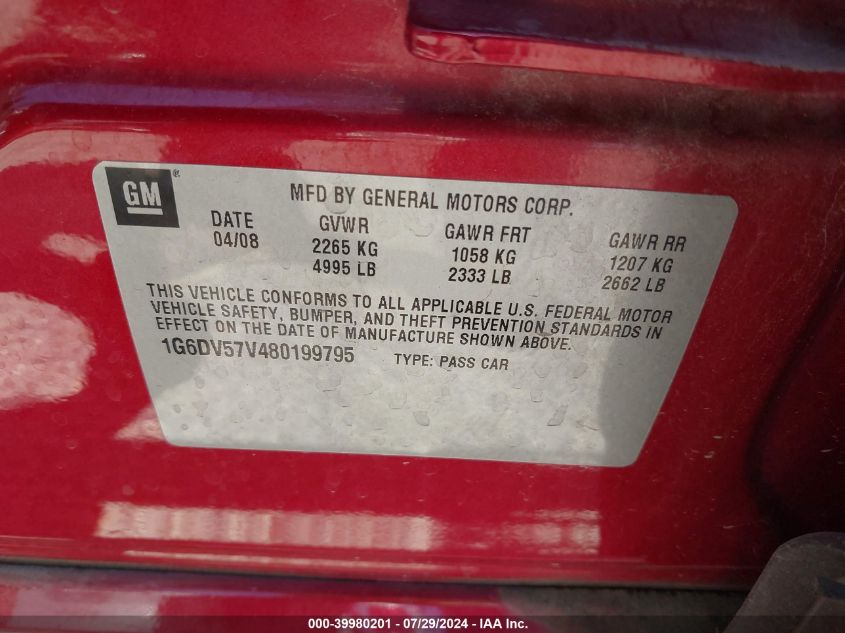 GM®
MFD BY GENERAL MOTORS CORP.
DATE GVWR GAWR FRT GAWR RR
04/08 2265 KG 1058 KG 1207 KG
4995 LB 2333 LB 2662 LB
THIS VEHICLE CONFORMS TO ALL APPLICABLE U.S. FEDERAL MOTOR
VEHICLE SAFETY, BUMPER, AND THEFT PREVENTION STANDARDS IN
EFFECT ON THE DATE OF MANUFACTURE SHOWN ABOVE.
1G6DV57V480199795 TYPE: PASS CAR
000-39980201 - 07/29/2024 - IAA Inc.